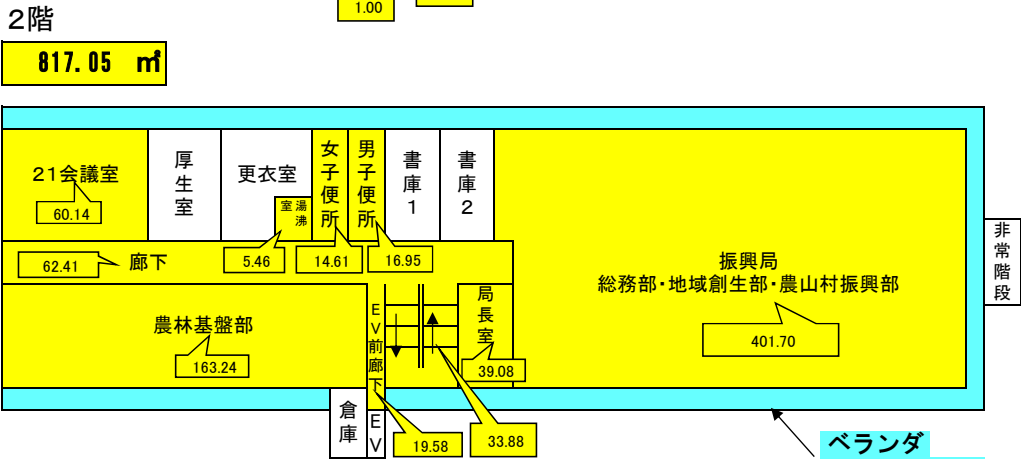 1.00
2階
817.05 ㎡
21会議室
60.14
厚生室
更衣室
湯沸室
5.46
女子便所
14.61
男子便所
16.95
書庫1
書庫2
62.41
廊下
振興局
総務部・地域創生部・農山村振興部
401.70
非常階段
農林基盤部
163.24
EV前廊下
19.58
33.88
局長室
39.08
倉庫
EV
ベランダ